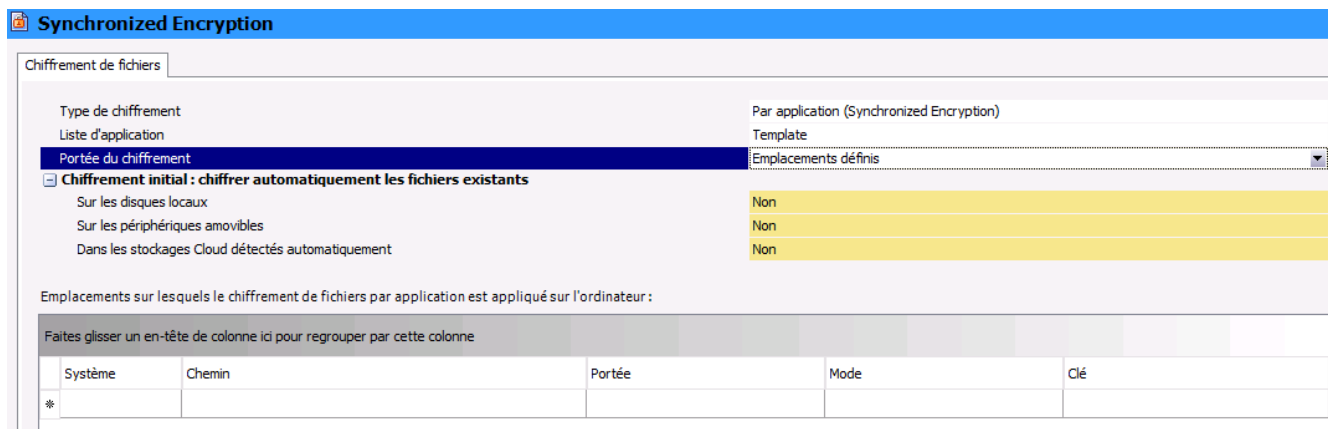 Synchronized Encryption
Chiffrement de fichiers
Type de chiffrement Par application (Synchronized Encryption)
Liste d'application Template
Portée du chiffrement Emplacements définis
Chiffrement initial : chiffrer automatiquement les fichiers existants
Sur les disques locaux Non
Sur les périphériques amovibles Non
Dans les stockages Cloud détectés automatiquement Non
Emplacements sur lesquels le chiffrement de fichiers par application est appliqué sur l'ordinateur :
Faites glisser un en-tête de colonne ici pour regrouper par cette colonne
Système Chemin Portée Mode Clé